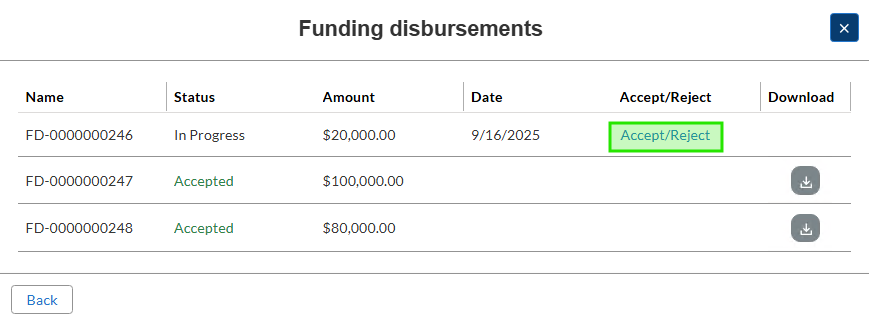 Funding disbursements
Name Status Amount Date Accept/Reject Download
FD-0000000246 In Progress $20,000.00 9/16/2025 Accept/Reject
FD-0000000247 Accepted $100,000.00
FD-0000000248 Accepted $80,000.00
Back